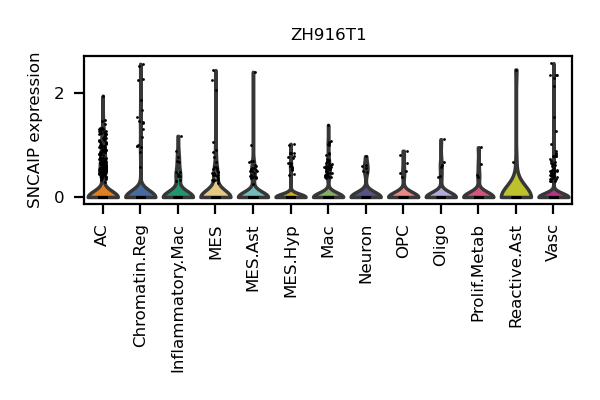 ZH916T1
SNCAIP expression
2
0
AC
Chromatin.Reg
Inflammatory.Mac
MES
MES.Ast
MES.Hyp
Mac
Neuron
OPC
Oligo
Prolif.Metab
Reactive.Ast
Vasc